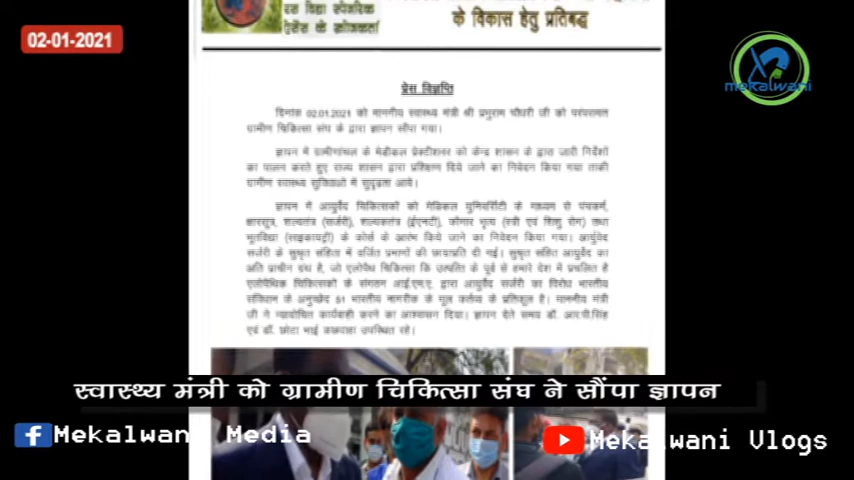 02-01-2021
के विकास हेतु प्रतिबद्ध
mekalwani
प्रेस विज्ञप्ति
दिनांक 02.01.2021 को माननीय स्वास्थ्य मंत्री श्री प्रभुराम चौधरी जी को परंपरागत
ग्रामीण चिकित्सा संघ के द्वारा ज्ञापन सौंपा गया।
ज्ञापन में ग्रामीणांचल के मेडीकल प्रेक्टीशनर को केन्द्र शासन के द्वारा जारी निर्देशों
का पालन करते हुए राज्य शासन द्वारा प्रशिक्षण दिये जाने का निवेदन किया गया ताकी
ग्रामीण स्वास्थ्य सुविधाओं में सुदृढ़ता आवे।
ज्ञापन में आयुर्वेद चिकित्सकों को मेडिकल युनिवर्सिटी के माध्यम से पंचकर्म,
क्षारसूत्र, शल्यतंत्र (सर्जरी), शल्यकतंत्र (ईएनटी), कौमार भृत्य (स्त्री एवं शिशु रोग) तथा
भूतविद्या (साइकायट्री) के कोर्स के आरंभ किये जाने का निवेदन किया गया। आर्युवेद
सर्जरी के सुश्रुत संहिता में वर्णित प्रमाणों की छायाप्रति दी गई। सुश्रुत संहित आयुर्वेद का
अति प्राचीन ग्रंथ है, जो एलोपैथ चिकित्सा कि उत्पति के पूर्व से हमारे देश में प्रचलित है
एलोपैथिक चिकित्सकों के संगठन आई.एम.ए. द्वारा आयुर्वेद सर्जरी का विरोध भारतीय
संविधान के अनुच्छेद 51 भारतीय नागरीक के मूल कर्तव्य के प्रतिकूल है। माननीय मंत्री
जी ने न्यायोचित कार्यवाही करने का आश्वासन दिया। ज्ञापन देते समय डॉ. आर.पी.सिंह
एवं डॉ. छोटा भाई कछवाहा उपस्थित रहे।
स्वास्थ्य मंत्री को ग्रामीण चिकित्सा संघ ने सौंपा ज्ञापन
Mekalwani Media
Mekalwani Vlogs